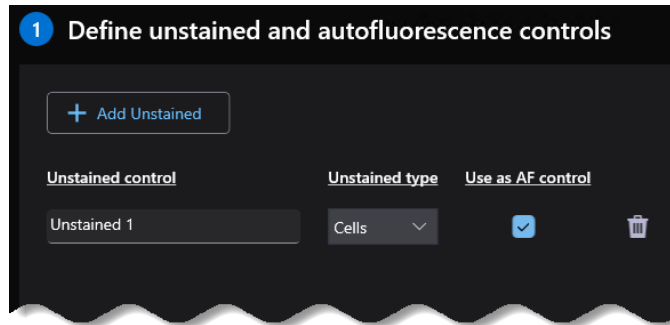 1 Define unstained and autofluorescence controls
+ Add Unstained
Unstained control Unstained type Use as AF control
Unstained 1 Cells